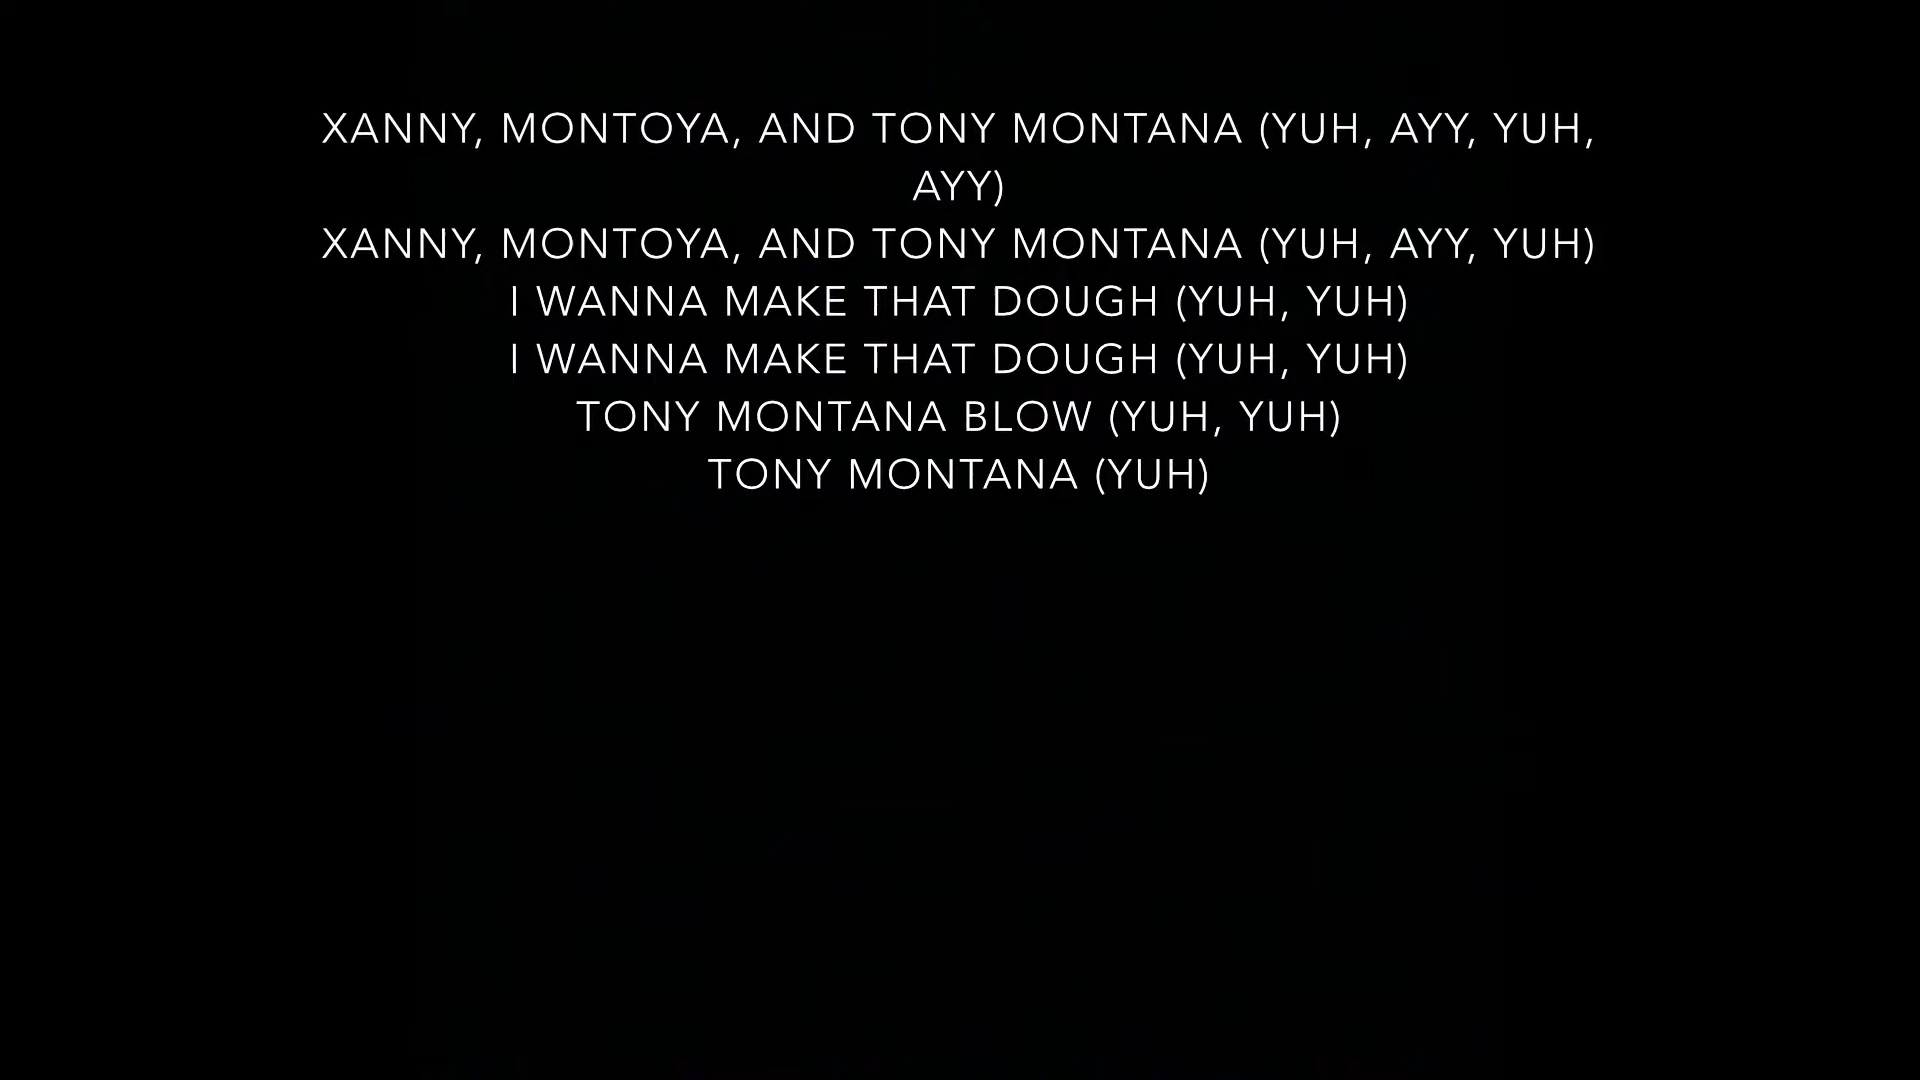 XANNY, MONTOYA, AND TONY MONTANA (YUH, AYY, YUH,
AYY)
XANNY, MONTOYA, AND TONY MONTANA (YUH, AYY, YUH)
I WANNA MAKE THAT DOUGH (YUH, YUH)
I WANNA MAKE THAT DOUGH (YUH, YUH)
TONY MONTANA BLOW (YUH, YUH)
TONY MONTANA (YUH)